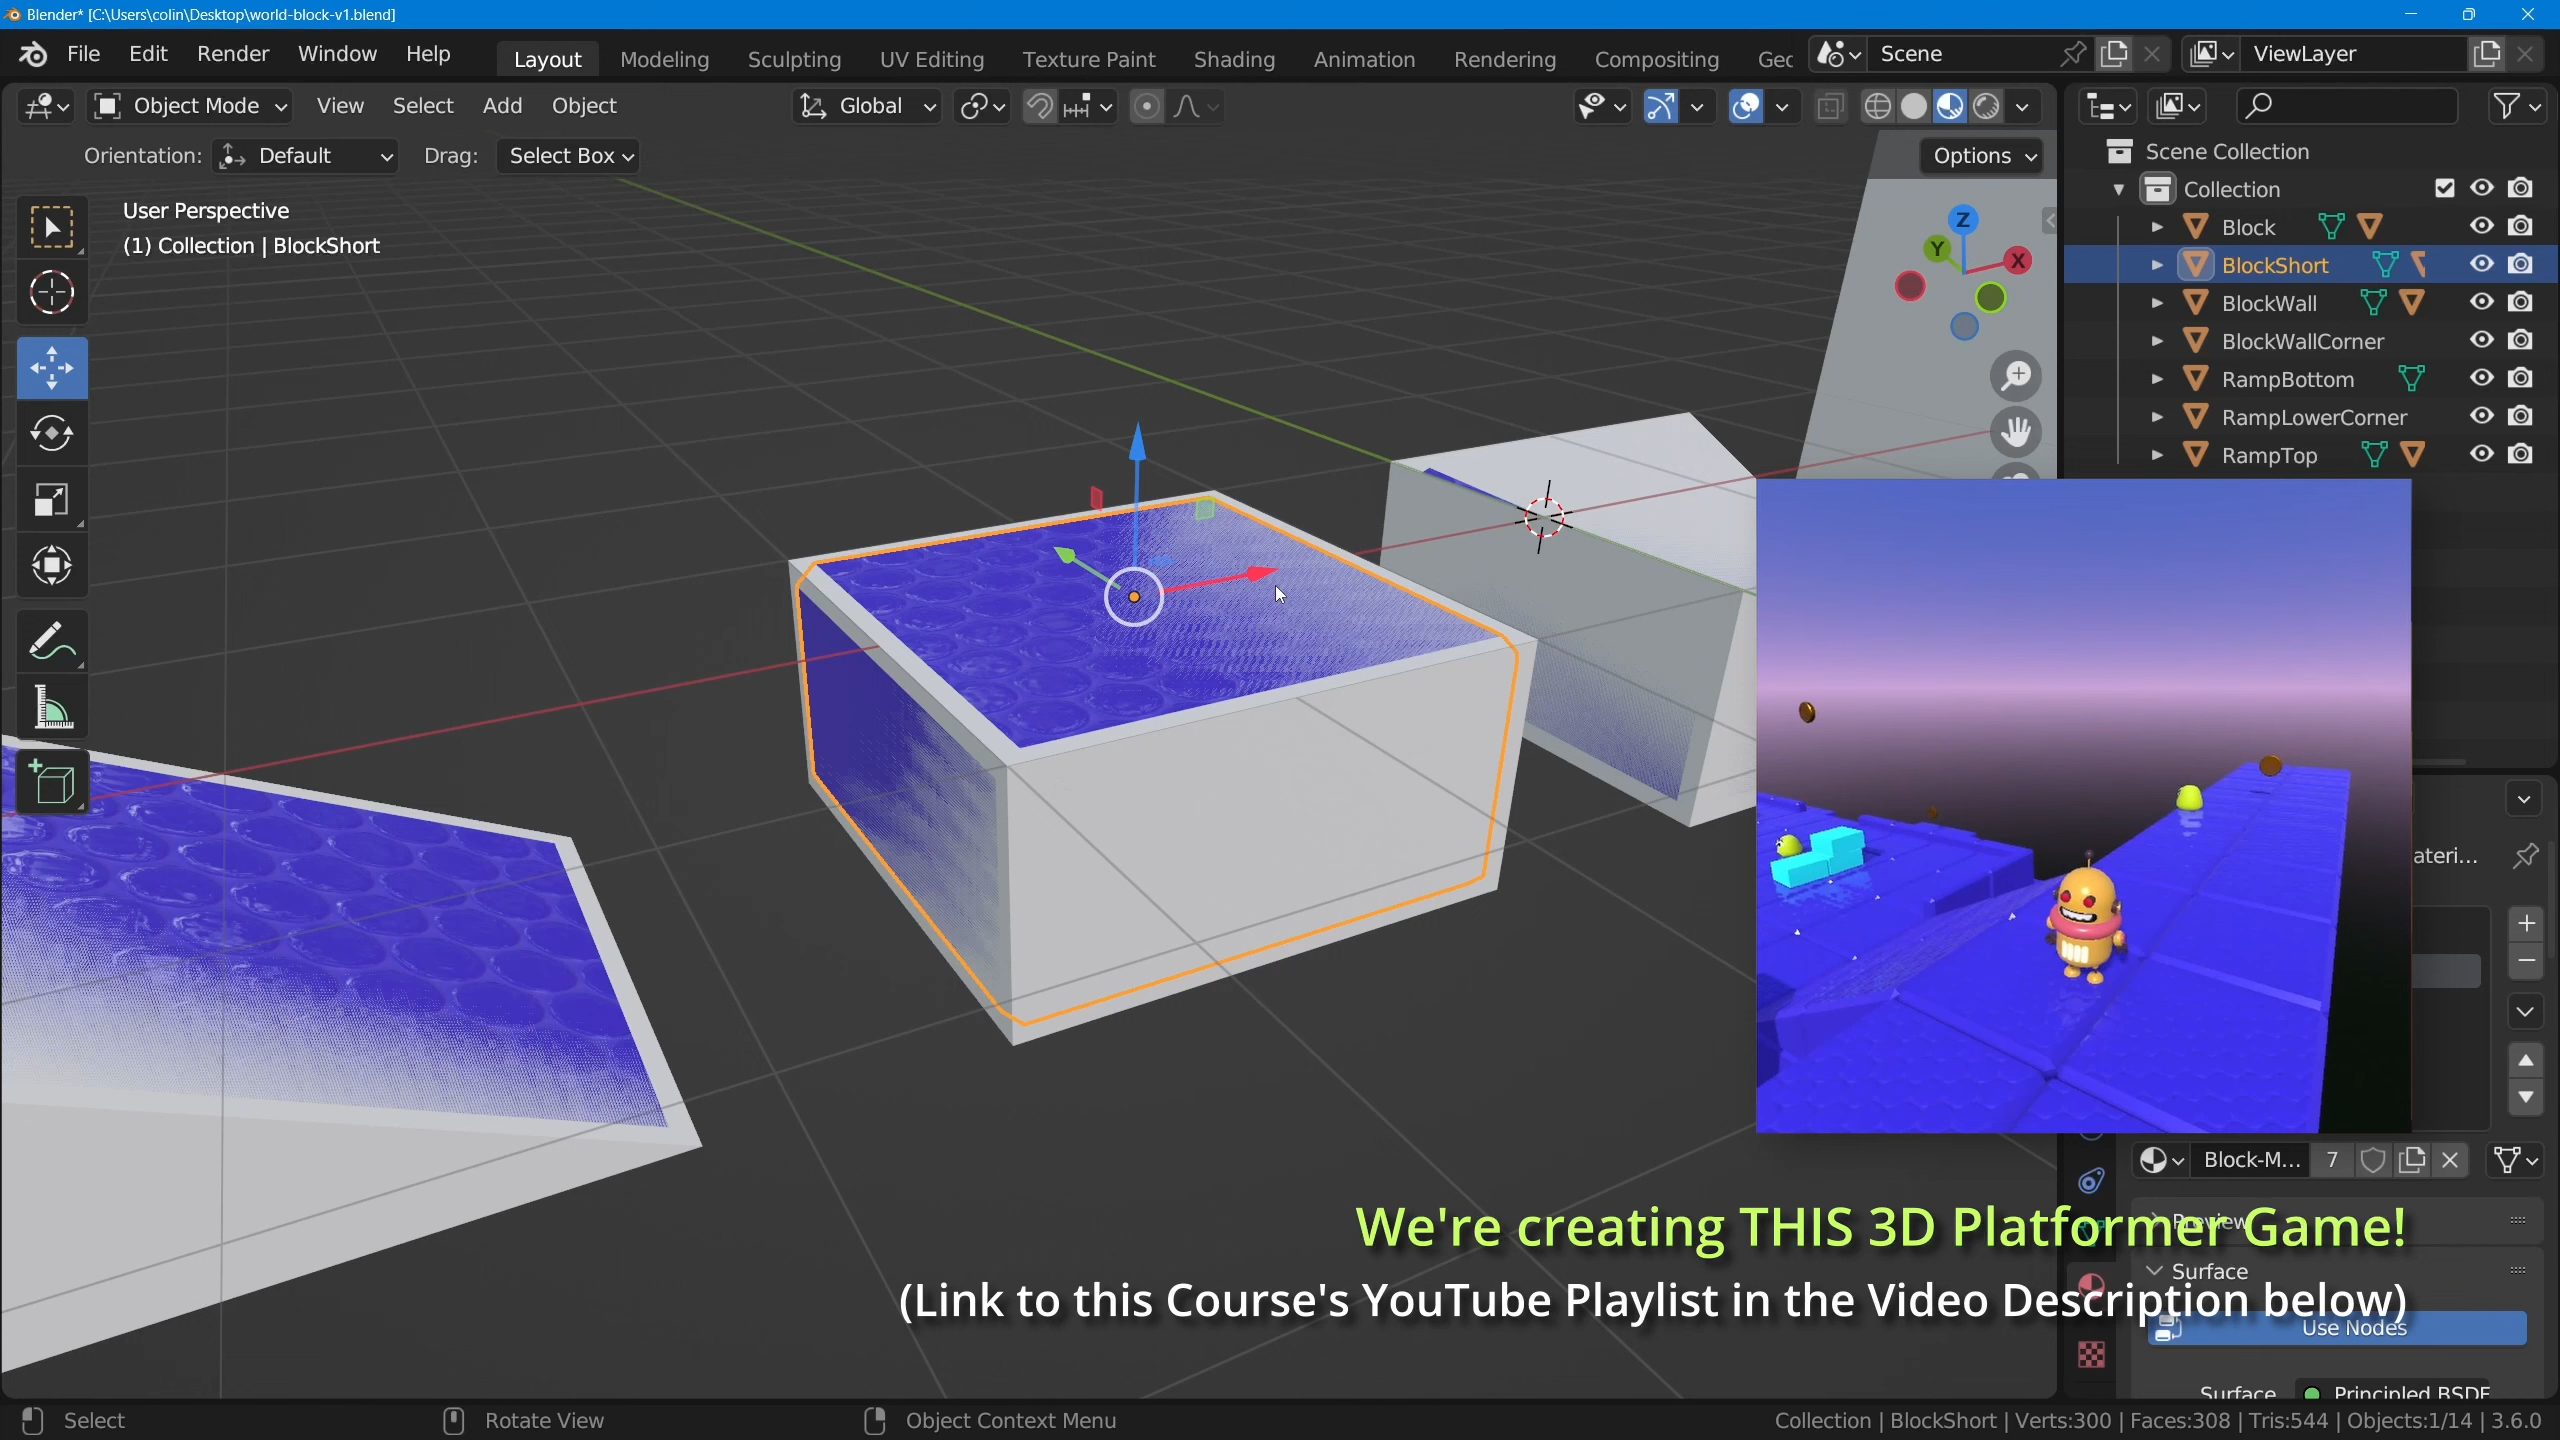 Blender* [C:\Users\colin\Desktop\world-block-v1.blend]
File Edit Render Window Help
Layout Modeling Sculpting UV Editing Texture Paint Shading Animation Rendering Compositing Gec
Scene
ViewLayer
Object Mode View Select Add Object
Global
Orientation: Default Drag: Select Box
Options
User Perspective
(1) Collection | BlockShort
Z
Y
X
Scene Collection
Collection
Block
BlockShort
BlockWall
BlockWallCorner
RampBottom
RampLowerCorner
RampTop
ateri...
Block-M... 7
Preview
We're creating THIS 3D Platformer Game!
Surface
(Link to this Course's YouTube Playlist in the Video Description below)
Use Nodes
Surface Principled BSDF
Select
Rotate View
Object Context Menu
Collection | BlockShort | Verts:300 | Faces:308 | Tris:544 | Objects:1/14 | 3.6.0